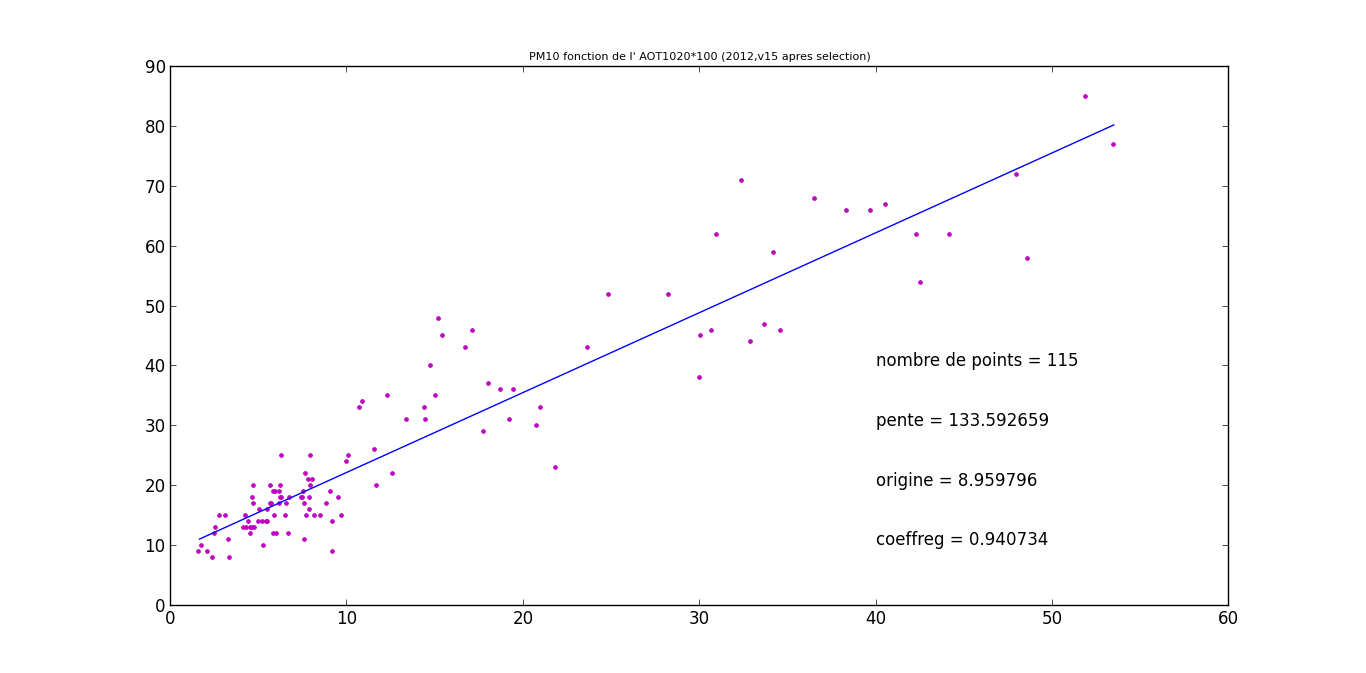 PM10 fonction de l' AOT1020*100 (2012,v15 apres selection)
90
80
70
60
50
40
30
20
10
0
nombre de points = 115
pente = 133.592659
origine = 8.959796
coeffreg = 0.940734
0 10 20 30 40 50 60